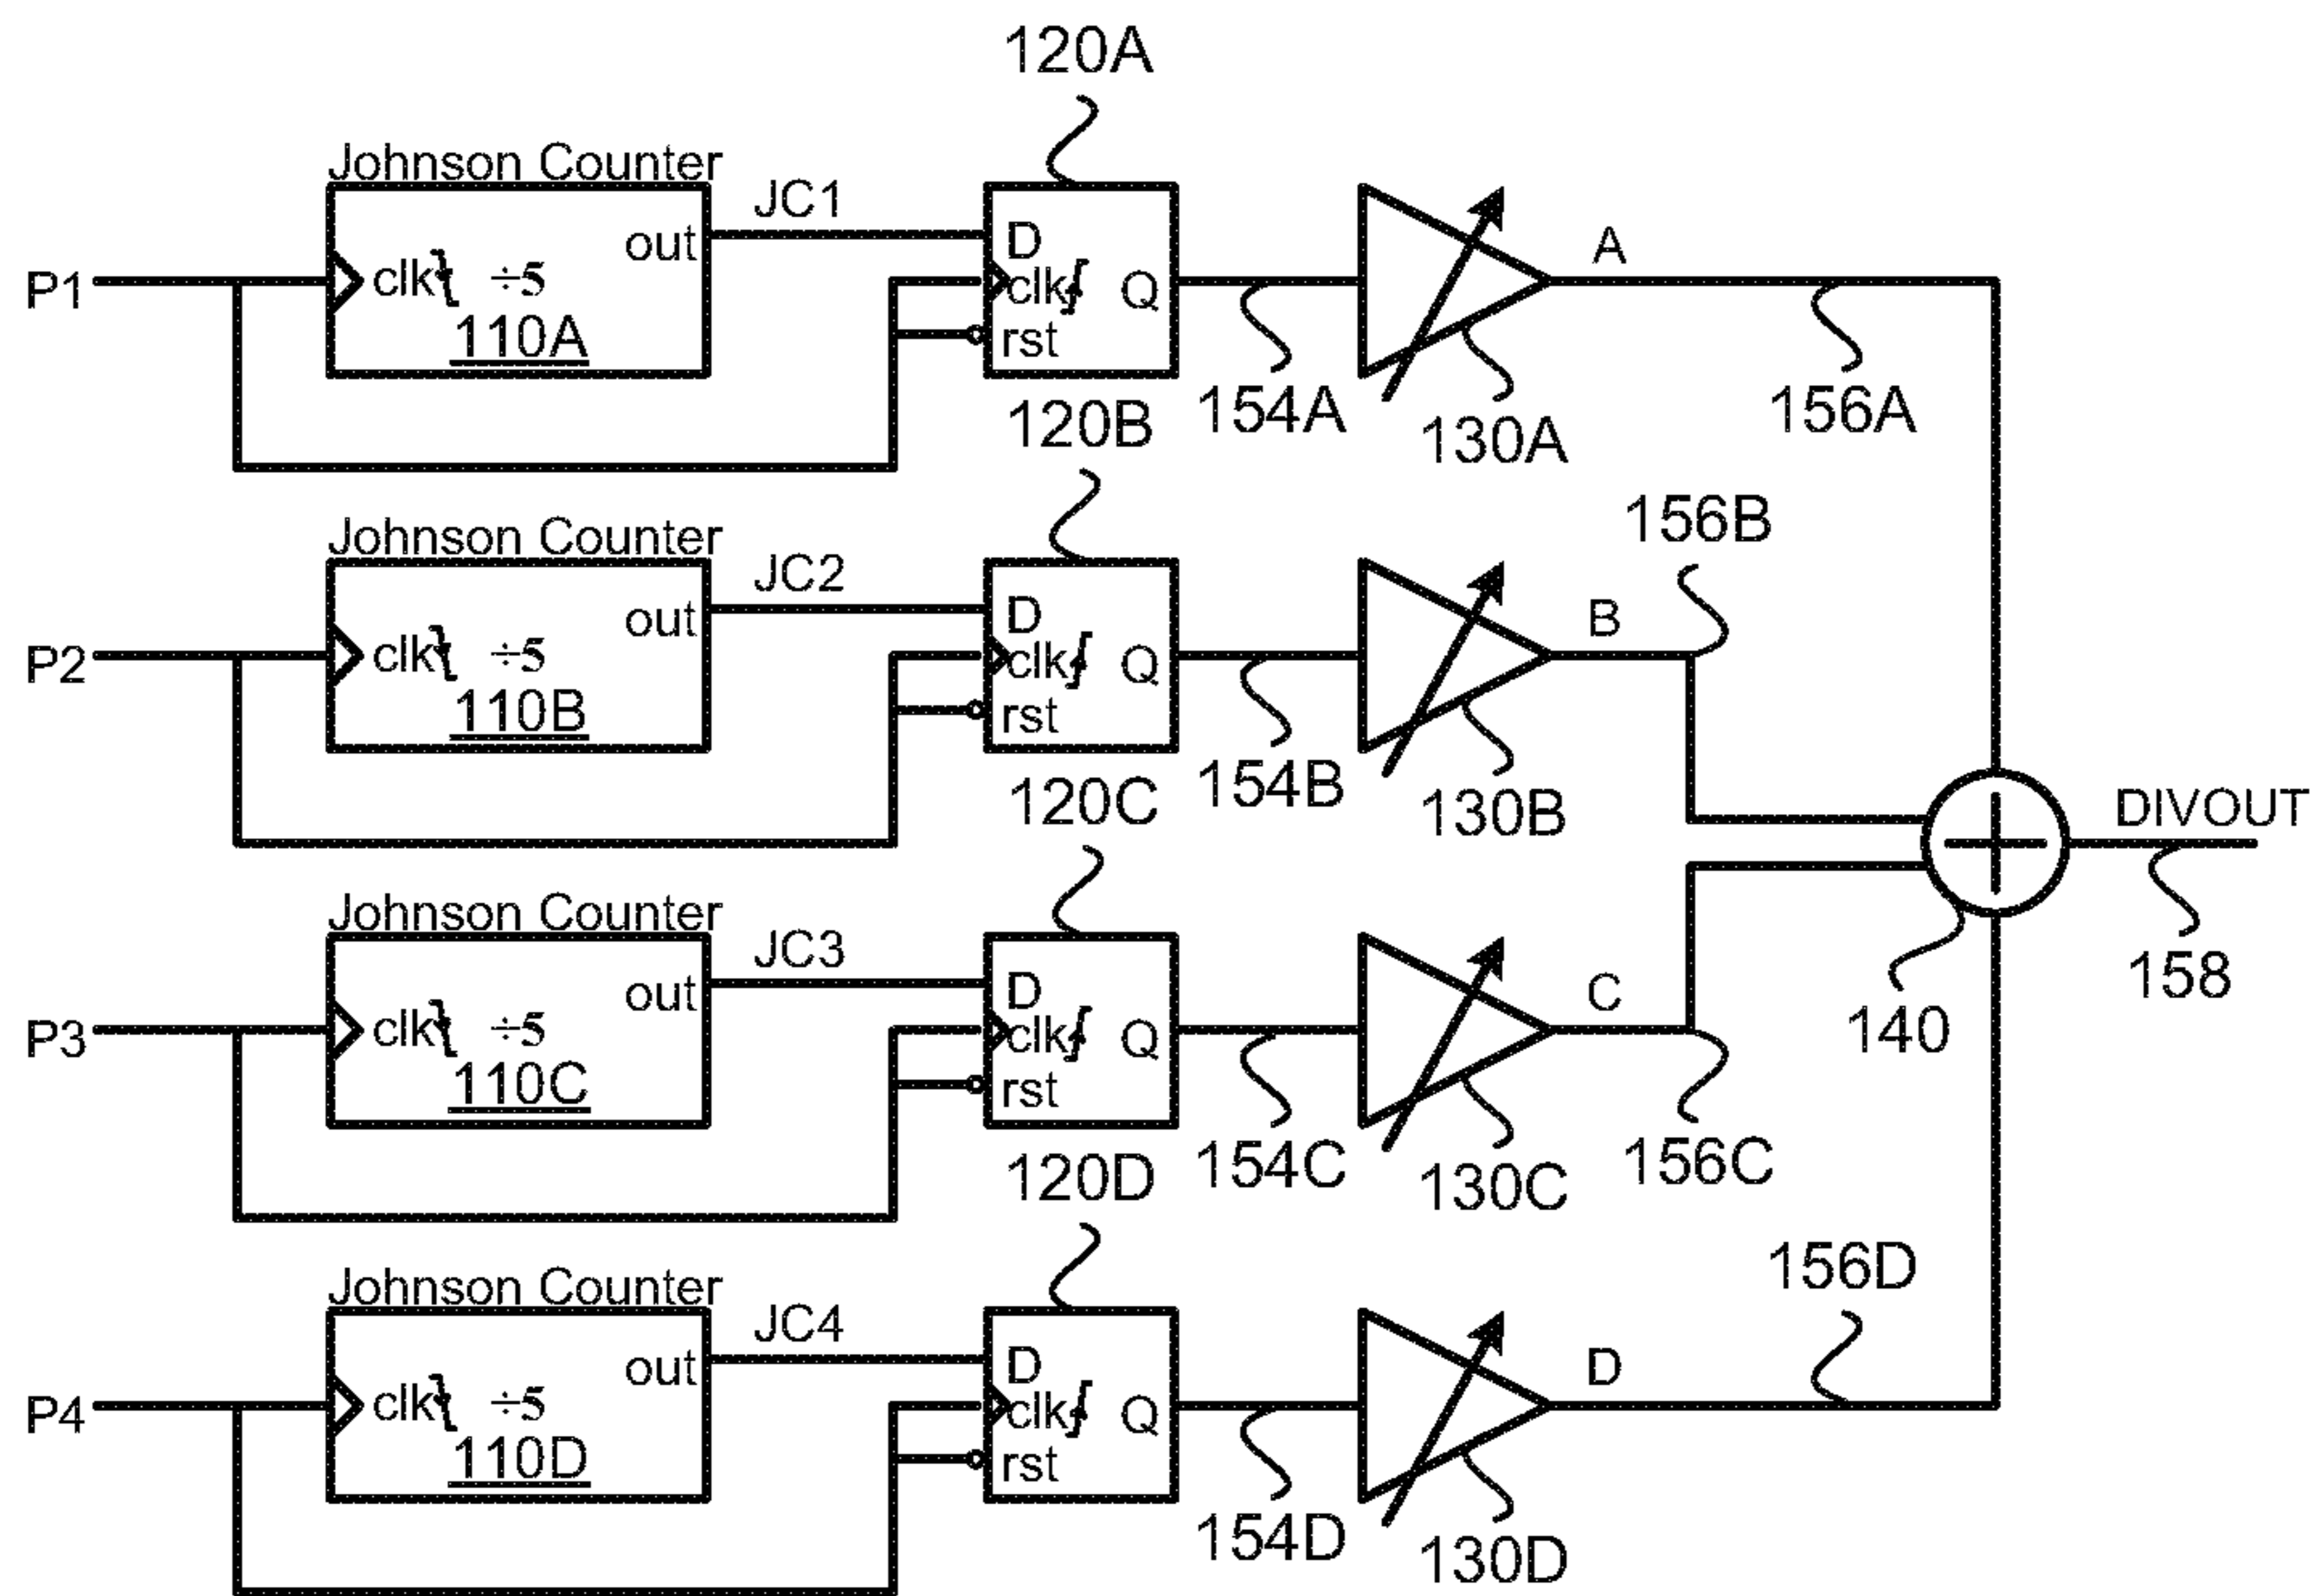 120A
Johnson Counter
JC1
D
out
P1
clk
÷5
clk
Q
A
110A
rst
120B
154A
130A
156A
156B
Johnson Counter
JC2
D
out
P2
clk
÷5
clk
Q
B
110B
rst
120C
154B
130B
DIVOUT
Johnson Counter
JC3
D
out
P3
clk
÷5
clk
Q
C
158
140
110C
rst
120D
154C
130C
156C
156D
Johnson Counter
JC4
D
out
P4
clk
÷5
clk
Q
D
110D
rst
154D
130D